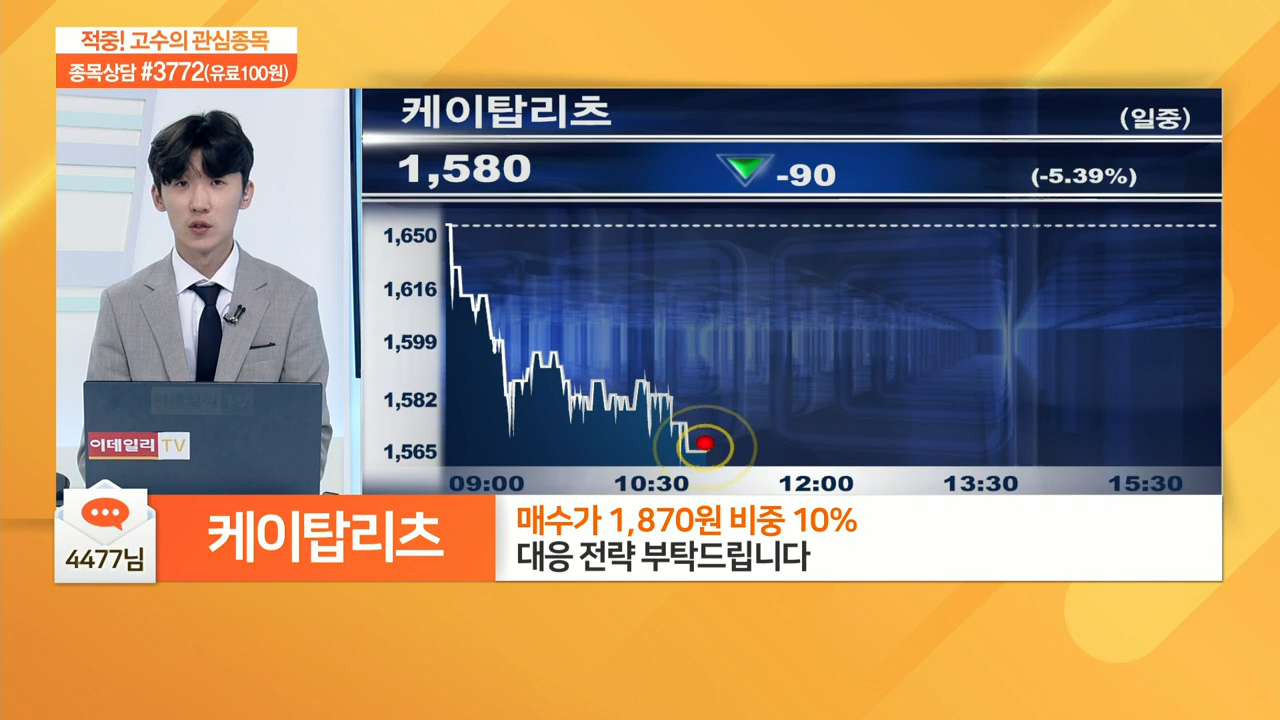 적중! 고수의 관심종목
종목상담 #3772(유료100원)
케이탑리츠
(일중)
1,580
-90
(-5.39%)
1,650
1,616
1,599
1,582
1,565
09:00
10:30
12:00
13:30
15:30
이데일리TV
4477님
케이탑리츠
매수가 1,870원 비중 10%
대응 전략 부탁드립니다